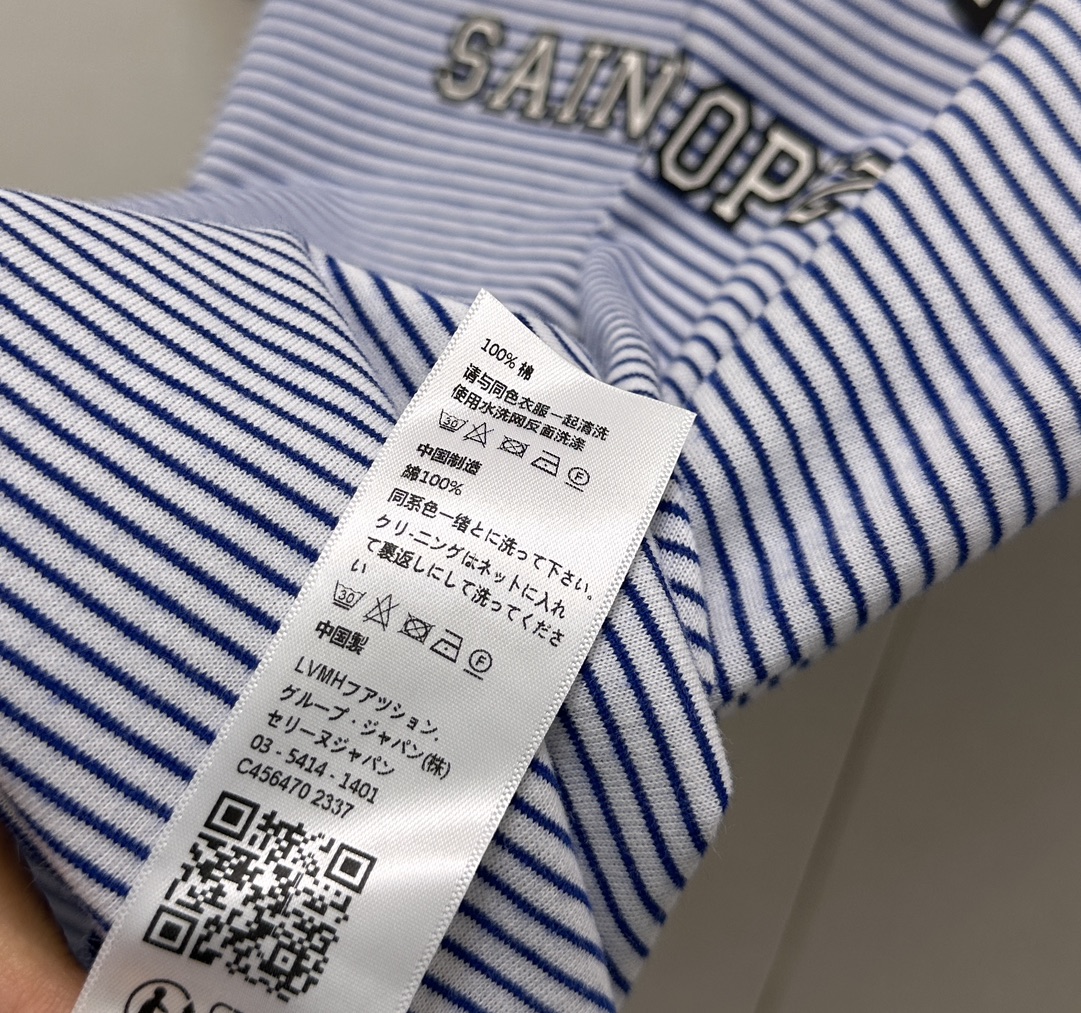 SAIN
OP
100% 棉
请与同色衣服一起清洗
使用水洗网反面洗涤
30
F
中国制造
綿100%
同系色一绪とに洗って下さい。
クリ-ニングはネットに入れ
て裏返しにして洗ってくださ
い
30
F
中国製
LVMHファッション.
グループ・ジャパン(株)
セリーヌジャパン
03 - 5414 - 1401
C456470 2337